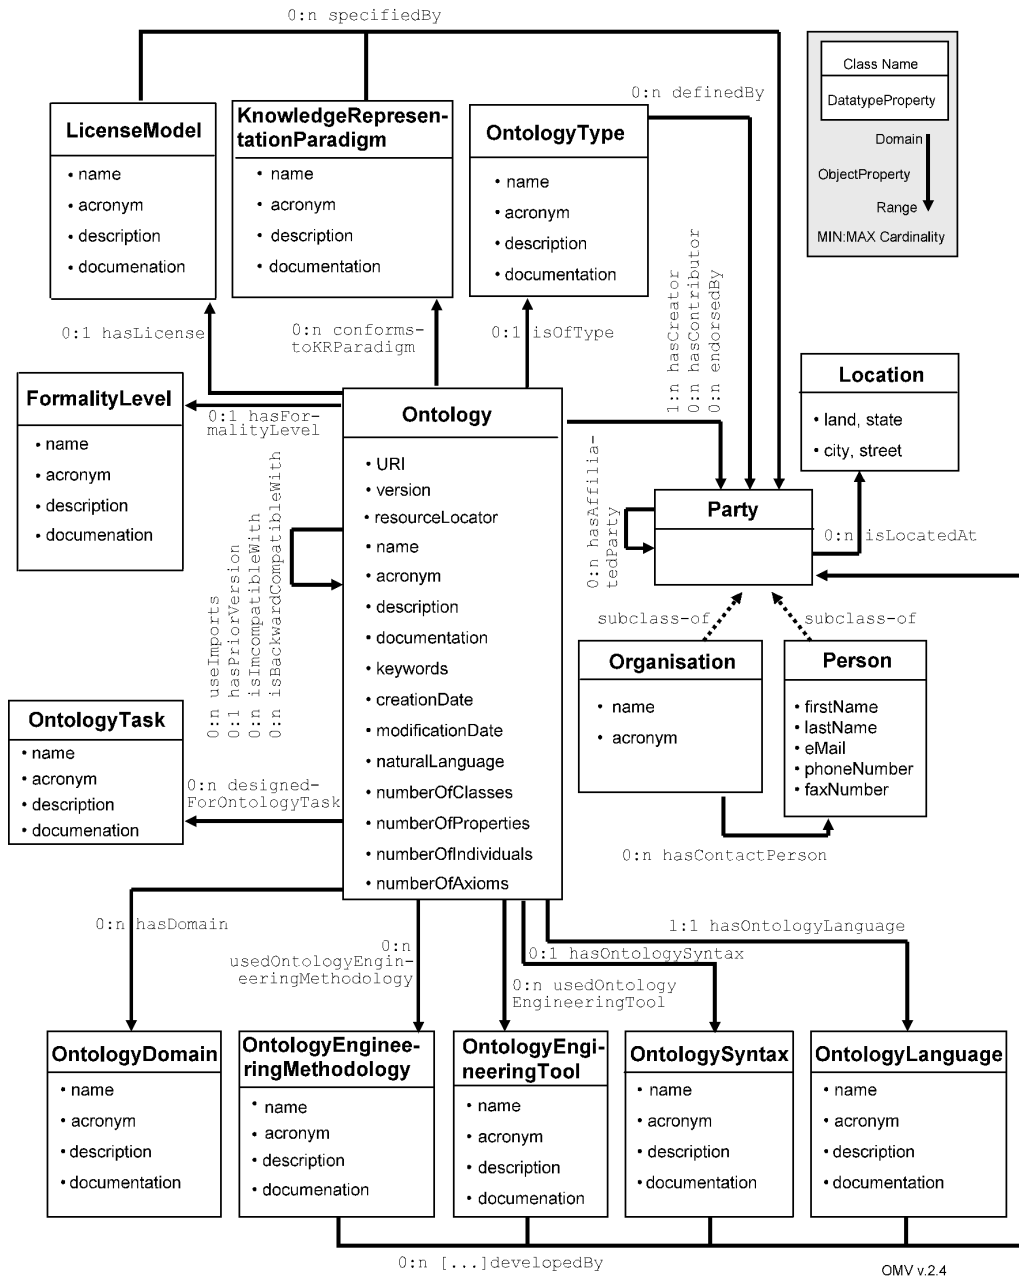 0:n specifiedBy
0:n definedBy
Class Name
DatatypeProperty
Domain
ObjectProperty
Range
MIN:MAX Cardinality
LicenseModel
• name
• acronym
• description
• documenation
KnowledgeRepresen-
tationParadigm
• name
• acronym
• description
• documentation
OntologyType
• name
• acronym
• description
• documentation
0:1 hasLicense
0:n conforms-
toKRParadigm
0:1 isOfType
1:n hasCreator
0:n hasContributor
0:n endorsedBy
Location
• land, state
• city, street
FormalityLevel
• name
• acronym
• description
• documentation
0:1 hasFor-
malityLevel
Ontology
• URI
• version
• resourceLocator
• name
• acronym
• description
• documentation
• keywords
• creationDate
• modificationDate
• naturalLanguage
• numberOfClasses
• numberOfProperties
• numberOfIndividuals
• numberOfAxioms
0:n useImports
0:1 hasPriorVersion
0:n isImcompatibleWith
0:n isBackwardCompatibleWith
0:n hasAffilia-
tedParty
Party
0:n isLocatedAt
subclass-of
subclass-of
Organisation
• name
• acronym
Person
• firstName
• lastName
• eMail
• phoneNumber
• faxNumber
0:n hasContactPerson
OntologyTask
• name
• acronym
• description
• documenation
0:n designed-
ForOntologyTask
0:n hasDomain
0:n
usedOntologyEngin-
eeringMethodology
0:n usedOntology
EngineeringTool
0:1 hasOntologySyntax
1:1 hasOntologyLanguage
OntologyDomain
• name
• acronym
• description
• documentation
OntologyEnginee-
ringMethodology
• name
• acronym
• description
• documenation
OntologyEngi-
neeringTool
• name
• acronym
• description
• documenation
OntologySyntax
• name
• acronym
• description
• documentation
OntologyLanguage
• name
• acronym
• description
• documentation
0:n [...]developedBy
OMV v.2.4